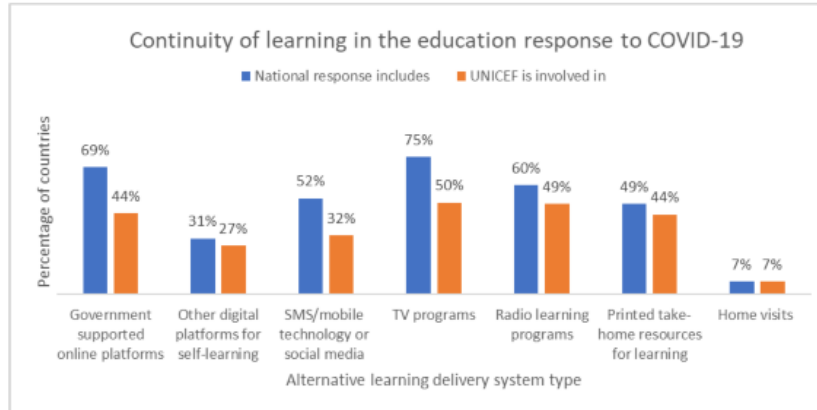 Continuity of learning in the education response to COVID-19
National response includes
UNICEF is involved in
Percentage of countries
69%
44%
31%
27%
52%
32%
75%
50%
60%
49%
49%
44%
7%
7%
Government
supported
online platforms
Other digital
platforms for
self-learning
SMS/mobile
technology or
social media
TV programs
Radio learning
programs
Printed take-
home resources
for learning
Home visits
Alternative learning delivery system type